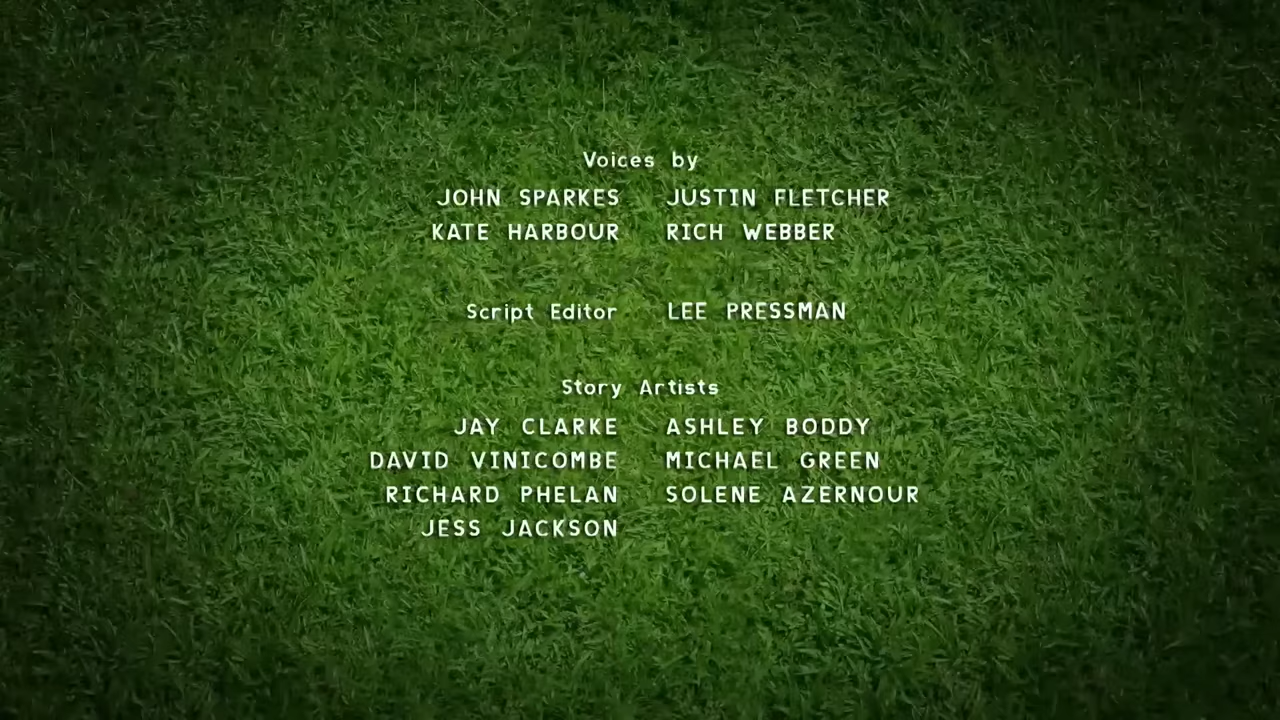 Voices by
JOHN SPARKES JUSTIN FLETCHER
KATE HARBOUR RICH WEBBER
Script Editor LEE PRESSMAN
Story Artists
JAY CLARKE ASHLEY BODDY
DAVID VINICOMBE MICHAEL GREEN
RICHARD PHELAN SOLENE AZERNOUR
JESS JACKSON